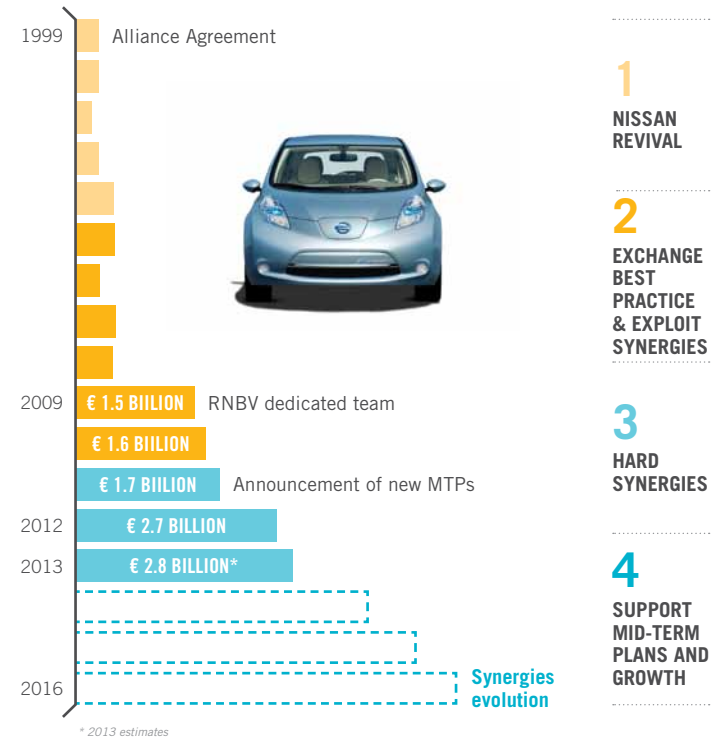 1999 Alliance Agreement
1
NISSAN
REVIVAL
2
EXCHANGE
BEST
PRACTICE
& EXPLOIT
SYNERGIES
2009 € 1.5 BIILION RNBV dedicated team
€ 1.6 BIILION
€ 1.7 BIILION Announcement of new MTPs
3
HARD
SYNERGIES
2012 € 2.7 BILLION
2013 € 2.8 BILLION*
4
SUPPORT
MID-TERM
PLANS AND
GROWTH
2016 Synergies
evolution
* 2013 estimates